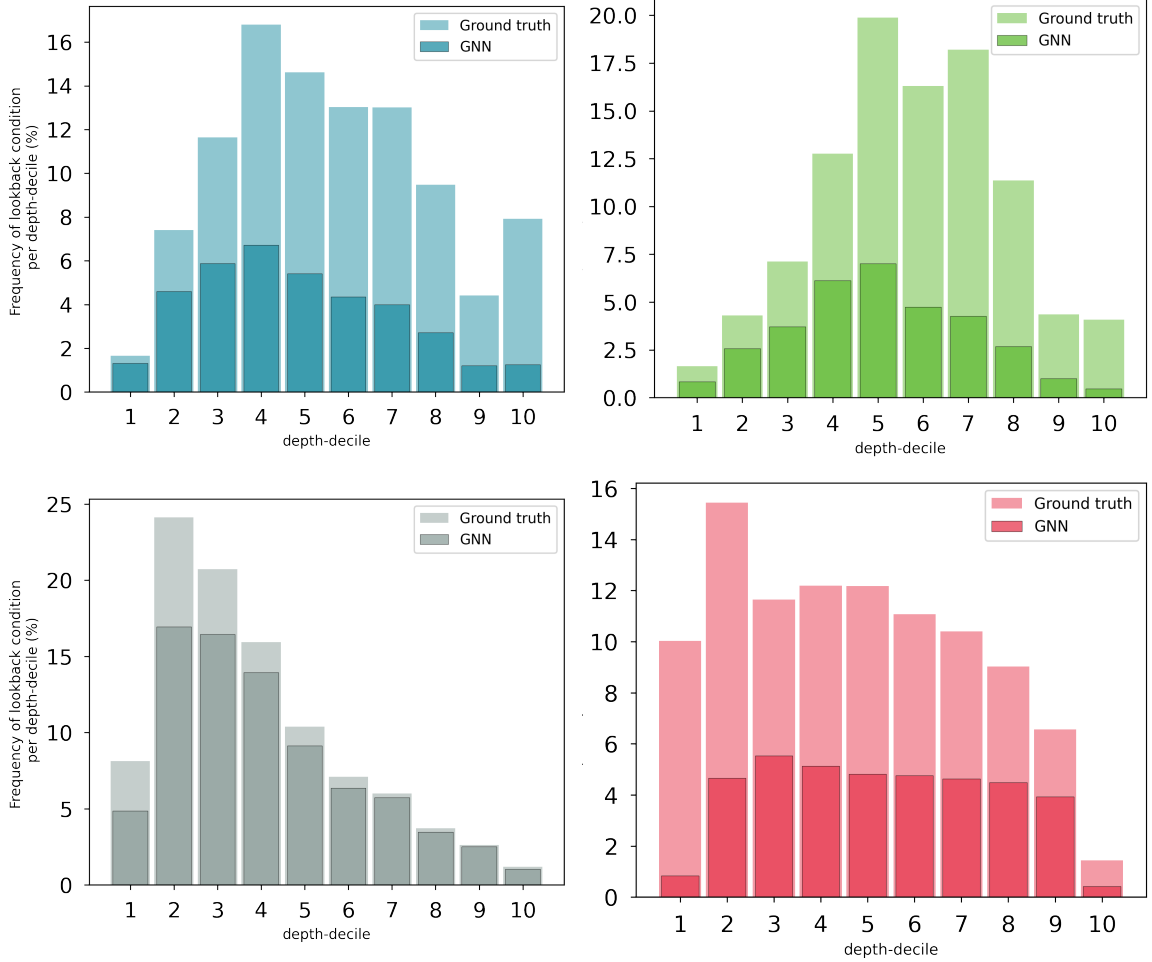 Frequency of lookback condition
per depth-decile (%)
16
14
12
10
8
6
4
2
0
Ground truth
GNN
1 2 3 4 5 6 7 8 9 10
depth-decile
20.0
17.5
15.0
12.5
10.0
7.5
5.0
2.5
0.0
Ground truth
GNN
1 2 3 4 5 6 7 8 9 10
depth-decile
Frequency of lookback condition
per depth-decile (%)
25
20
15
10
5
0
Ground truth
GNN
1 2 3 4 5 6 7 8 9 10
depth-decile
16
14
12
10
8
6
4
2
0
Ground truth
GNN
1 2 3 4 5 6 7 8 9 10
depth-decile